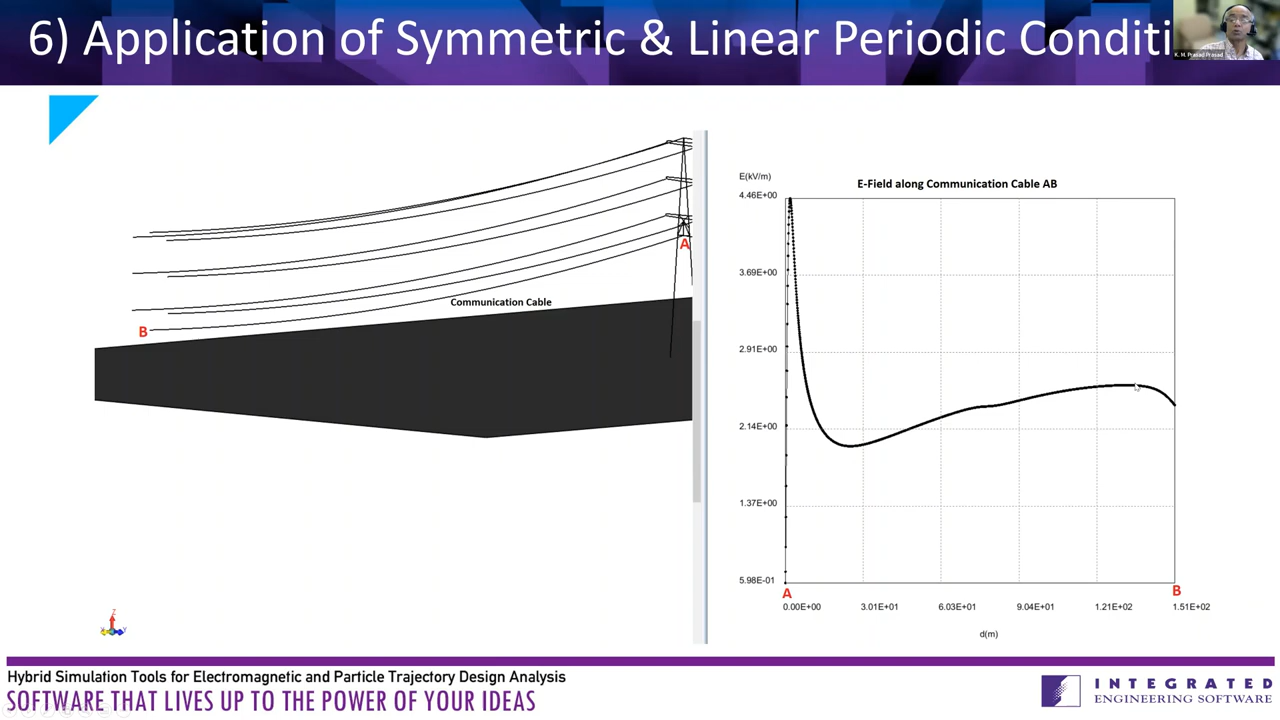 6) Application of Symmetric & Linear Periodic Conditi
K. M. Prasad Prasad
A
Communication Cable
B
Z
E(kV/m)
E-Field along Communication Cable AB
4.46E+00
3.69E+00
2.91E+00
2.14E+00
1.37E+00
5.98E-01
A
B
0.00E+00 3.01E+01 6.03E+01 9.04E+01 1.21E+02 1.51E+02
d(m)
Hybrid Simulation Tools for Electromagnetic and Particle Trajectory Design Analysis
SOFTWARE THAT LIVES UP TO THE POWER OF YOUR IDEAS
INTEGRATED
ENGINEERING SOFTWARE